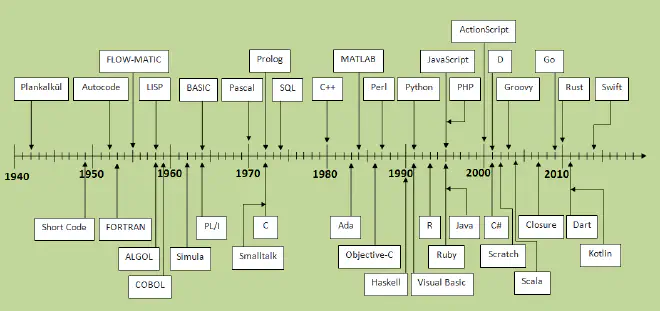 ActionScript
FLOW-MATIC
Prolog
MATLAB
JavaScript
D
Go
Plankalkül
Autocode
LISP
BASIC
Pascal
SQL
C++
Perl
Python
PHP
Groovy
Rust
Swift
1940
1950
1960
1970
1980
1990
2000
2010
Short Code
FORTRAN
PL/I
C
Ada
R
Java
C#
Closure
Dart
ALGOL
Simula
Smalltalk
Objective-C
Ruby
Scratch
Kotlin
COBOL
Haskell
Visual Basic
Scala